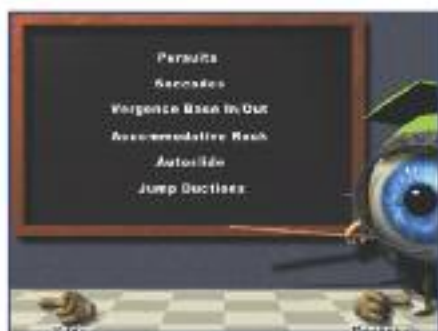 Pursuits
Saccades
Vergence Base In/Out
Accommodative Rock
Autoslide
Jump Ductions